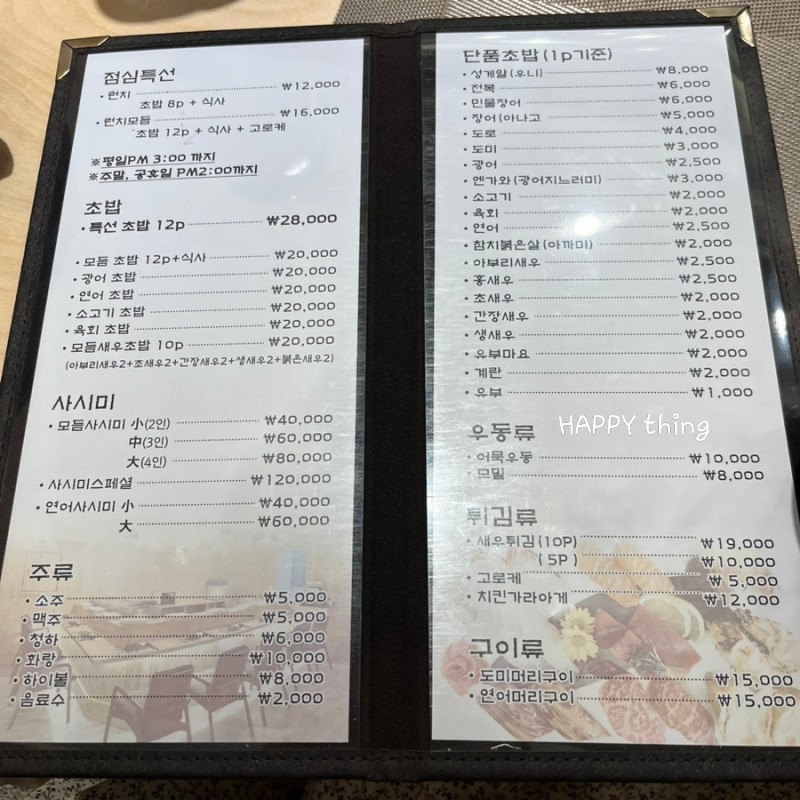 점심특선
• 런치 ₩12,000
초밥 8p + 식사
• 런치모듬 ₩16,000
초밥 12p + 식사 + 고로케
※평일PM 3:00 까지
※주말, 공휴일 PM2:00까지
초밥
• 특선 초밥 12p ₩28,000
• 모듬 초밥 12p+식사 ₩20,000
• 광어 초밥 ₩20,000
• 연어 초밥 ₩20,000
• 소고기 초밥 ₩20,000
• 육회 초밥 ₩20,000
• 모듬새우초밥 10p ₩20,000
(아부리새우2+초새우2+간장새우2+생새우2+붉은새우2)
사시미
• 모듬사시미 小(2인) ₩40,000
中(3인) ₩60,000
大(4인) ₩80,000
• 사시미스페셜 ₩120,000
• 연어사시미 小 ₩40,000
大 ₩60,000
주류
• 소주 ₩5,000
• 맥주 ₩5,000
• 청하 ₩6,000
• 화랑 ₩10,000
• 하이볼 ₩8,000
• 음료수 ₩2,000
단품초밥(1p기준)
• 성게알(우니) ₩8,000
• 전복 ₩6,000
• 민물장어 ₩6,000
• 장어(아나고 ₩5,000
• 도로 ₩4,000
• 도미 ₩3,000
• 광어 ₩2,500
• 엔가와(광어지느러미) ₩3,000
• 소고기 ₩2,000
• 육회 ₩2,000
• 연어 ₩2,500
• 참치붉은살(아까미) ₩2,000
• 아부리새우 ₩2,500
• 홍새우 ₩2,500
• 초새우 ₩2,000
• 간장새우 ₩2,000
• 생새우 ₩2,000
• 유부마요 ₩2,000
• 계란 ₩2,000
• 유부 ₩1,000
우동류
HAPPY thing
• 어묵우동 ₩10,000
• 모밀 ₩8,000
튀김류
• 새우튀김(10P) ₩19,000
( 5P ) ₩10,000
• 고로케 ₩5,000
• 치킨가라아게 ₩12,000
구이류
• 도미머리구이 ₩15,000
• 연어머리구이 ₩15,000